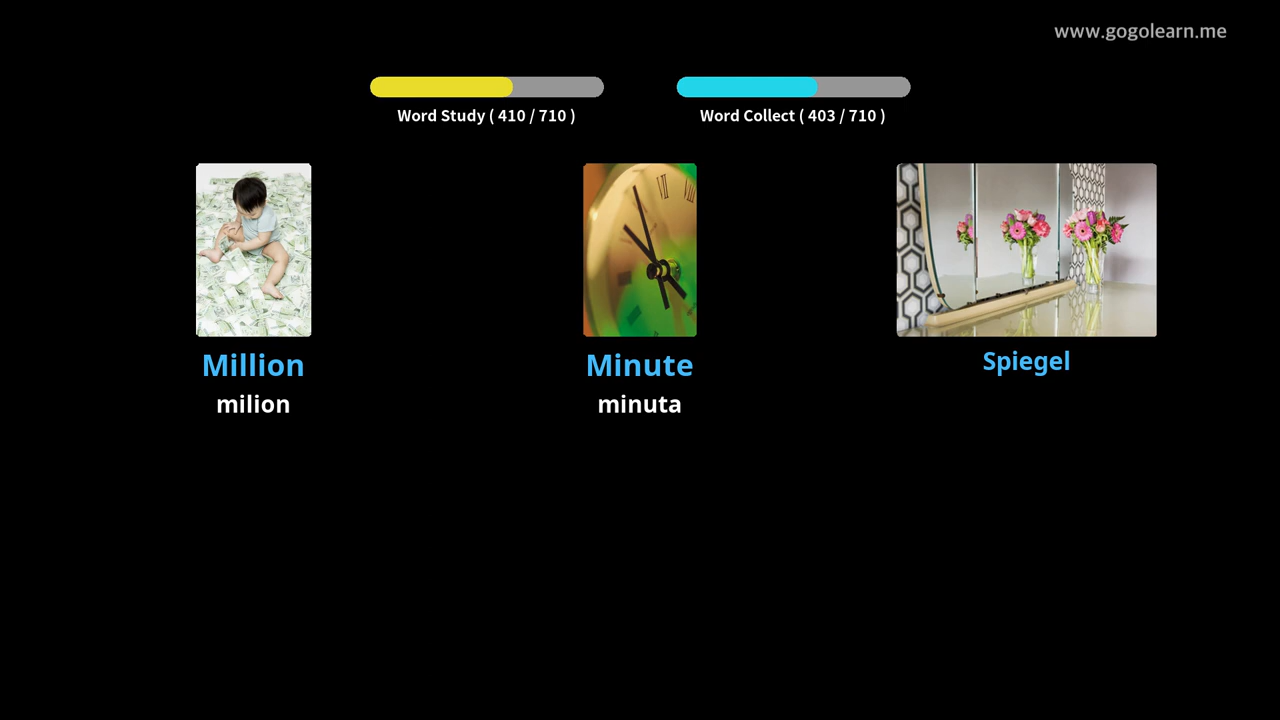 www.gogolearn.me
Word Study ( 410 / 710 )
Word Collect ( 403 / 710 )
Million
milion
Minute
minuta
Spiegel